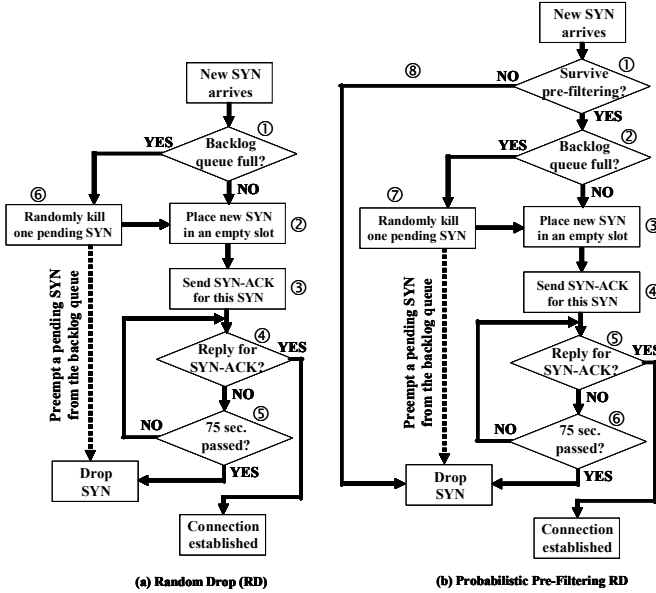 New SYN
arrives
①
YES
Backlog
queue full?
NO
⑥
Randomly kill
one pending SYN
Place new SYN
in an empty slot
②
Send SYN-ACK
for this SYN
③
Preempt a pending SYN
from the backlog queue
④
YES
Reply for
SYN-ACK?
NO
⑤
NO
75 sec.
passed?
YES
Drop
SYN
Connection
established
(a) Random Drop (RD)
New SYN
arrives
⑧
NO
①
Survive
pre-filtering?
YES
②
YES
Backlog
queue full?
NO
⑦
Randomly kill
one pending SYN
Place new SYN
in an empty slot
③
Send SYN-ACK
for this SYN
④
Preempt a pending SYN
from the backlog queue
⑤
YES
Reply for
SYN-ACK?
NO
⑥
NO
75 sec.
passed?
YES
Drop
SYN
Connection
established
(b) Probabilistic Pre-Filtering RD